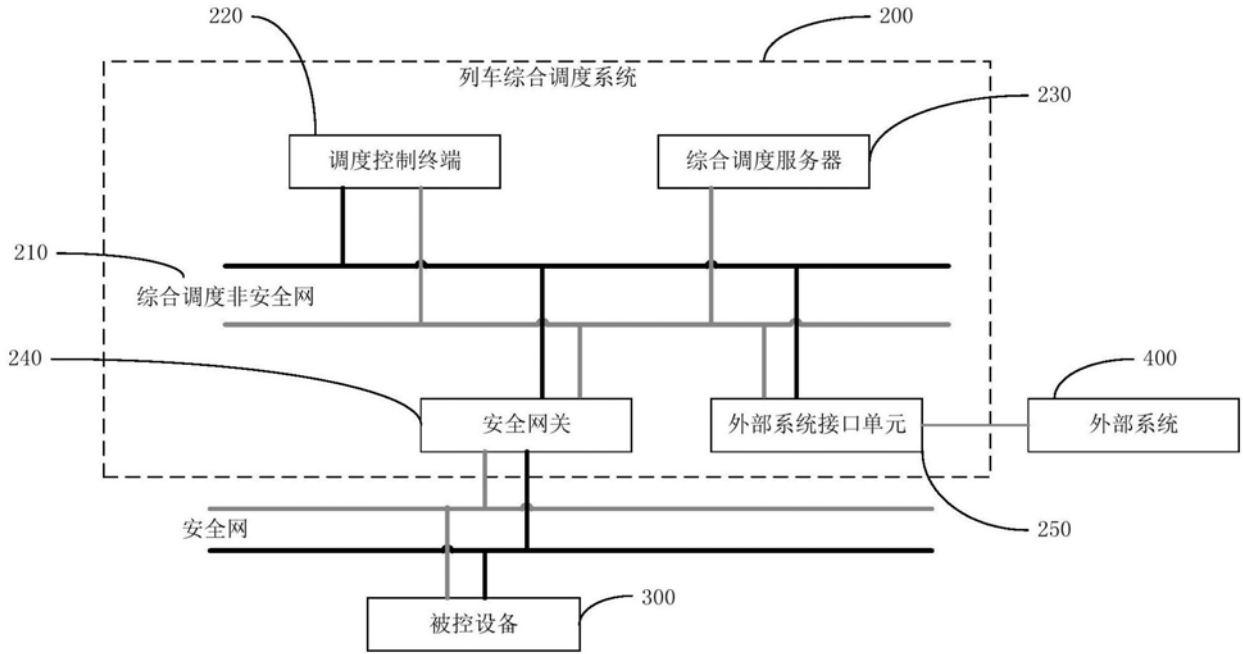 220
200
列车综合调度系统
230
调度控制终端
综合调度服务器
210
综合调度非安全网
240
400
安全网关
外部系统接口单元
外部系统
安全网
250
300
被控设备